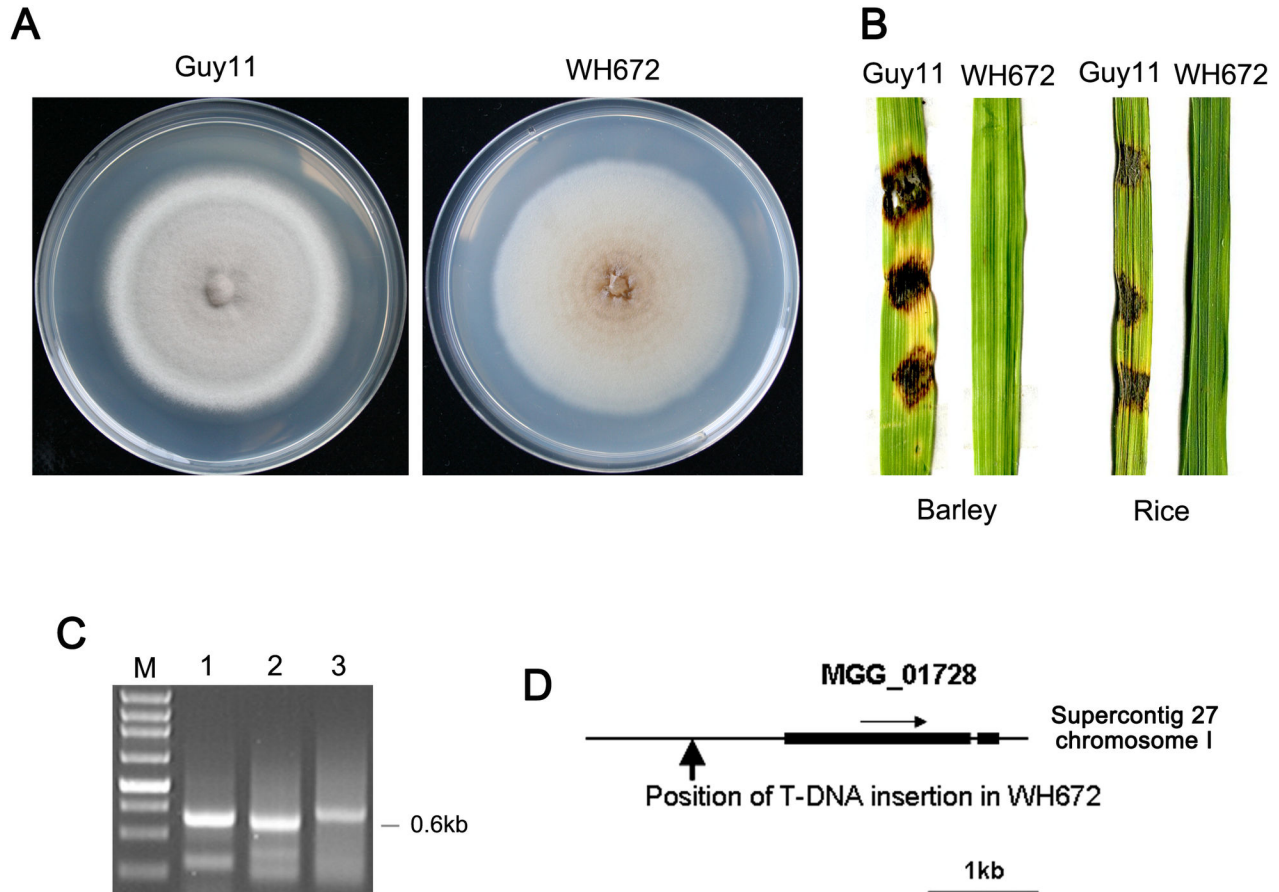 A
Guy11
WH672
B
Guy11 WH672
Guy11 WH672
Barley
Rice
C
M 1 2 3
0.6kb
D
MGG_01728
Supercontig 27
chromosome I
Position of T-DNA insertion in WH672
1kb